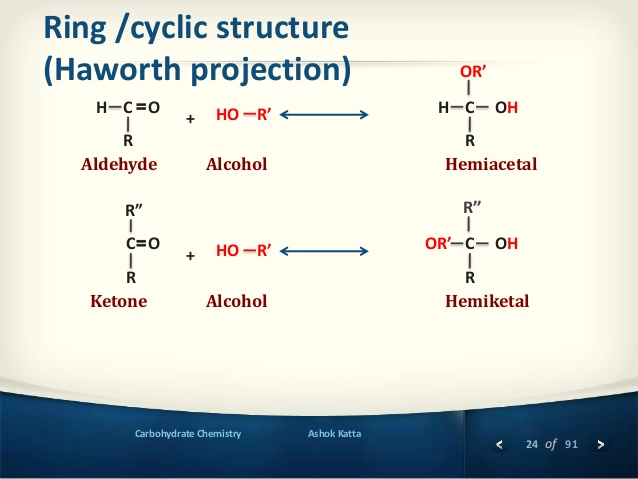 Ring /cyclic structure
(Haworth projection)
OR’
H C O + HO R’ H C OH
R R
Aldehyde Alcohol Hemiacetal
R” R”
C O + HO R’ OR’ C OH
R R
Ketone Alcohol Hemiketal
Carbohydrate Chemistry Ashok Katta
24 of 91